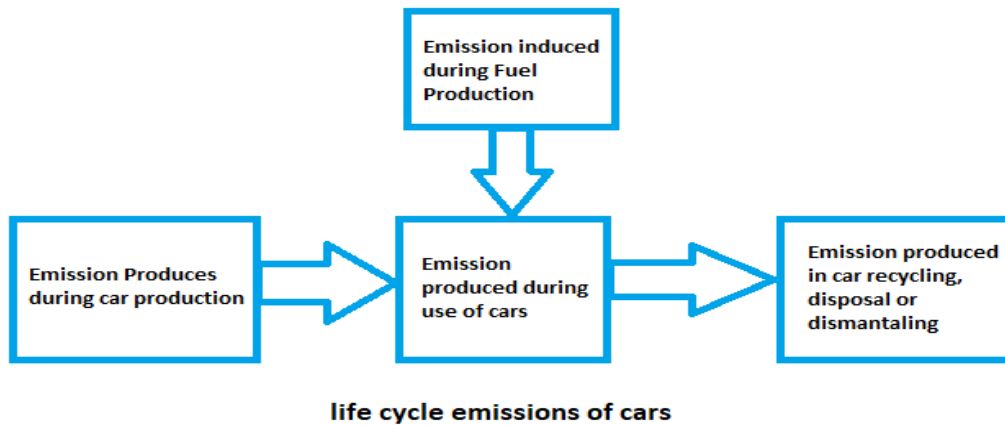 Emission induced
during Fuel
Production
Emission Produces
during car production
Emission
produced during
use of cars
Emission produced
in car recycling,
disposal or
dismantaling
life cycle emissions of cars